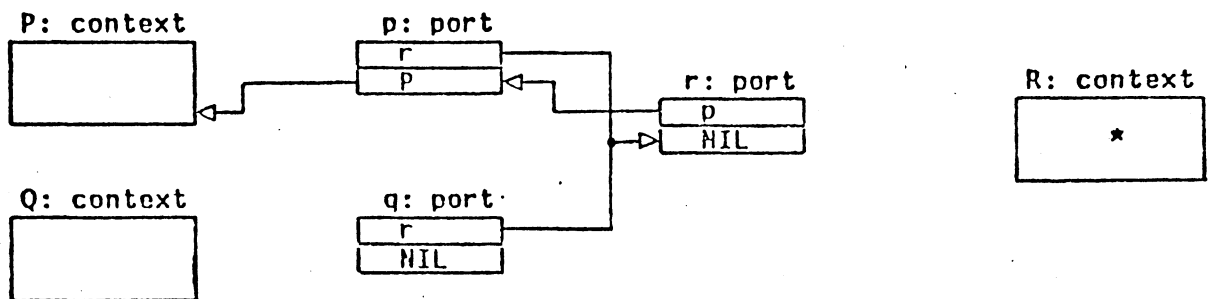 P: context
p: port
r
P
r: port
p
NIL
R: context
*
Q: context
q: port
r
NIL